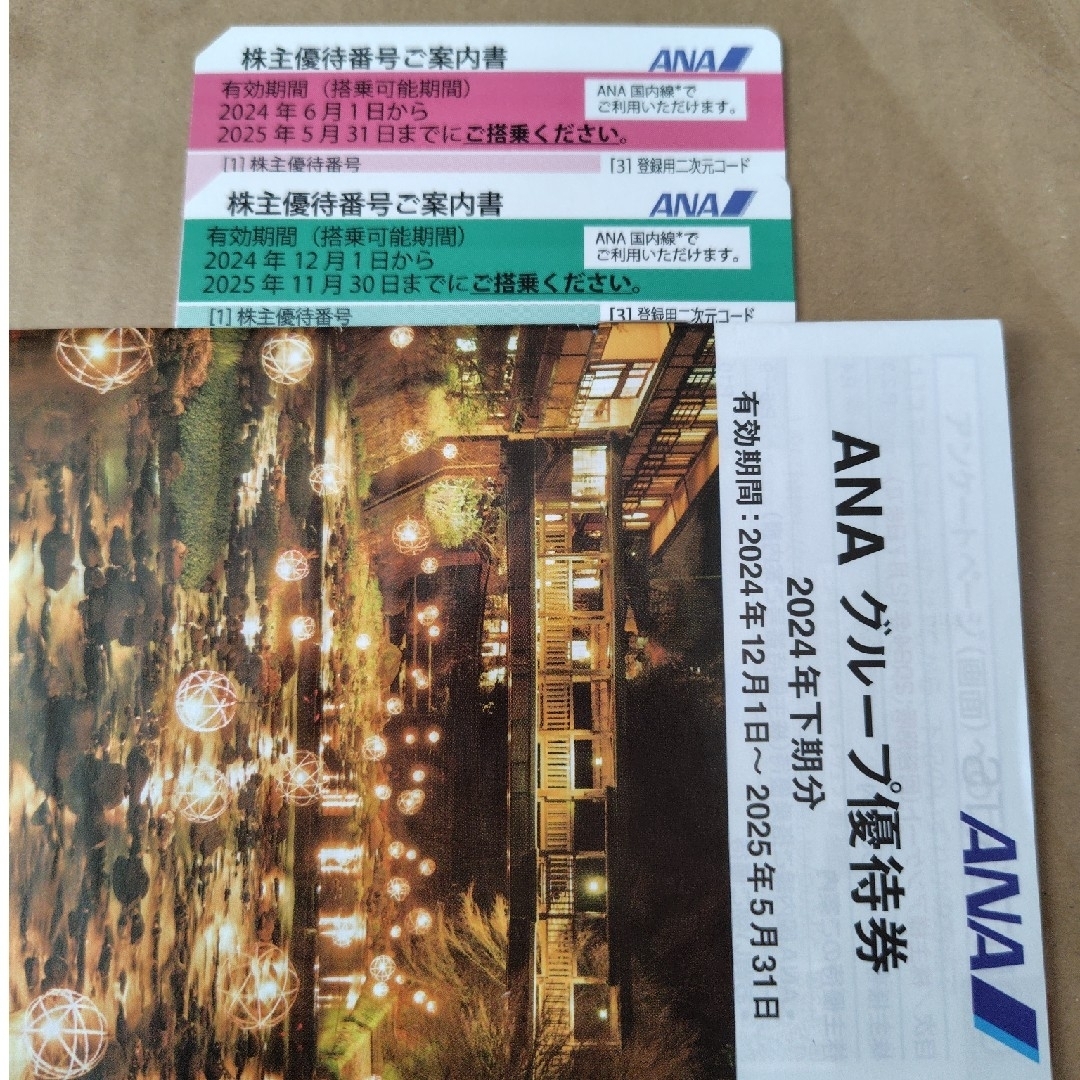 株主優待番号ご案内書
ANA
有効期間（搭乗可能期間）
2024年6月1日から
2025年5月31日までにご搭乗ください。
ANA国内線*で
ご利用いただけます。
[1] 株主優待番号
[3] 登録用二次元コード
株主優待番号ご案内書
ANA
有効期間（搭乗可能期間）
2024年12月1日から
2025年11月30日までにご搭乗ください。
ANA国内線*で
ご利用いただけます。
[1] 株主優待番号
[3] 登録用二次元コード
ANA
ANA グループ優待券
2024年下期分
有効期間：2024年12月1日～2025年5月31日